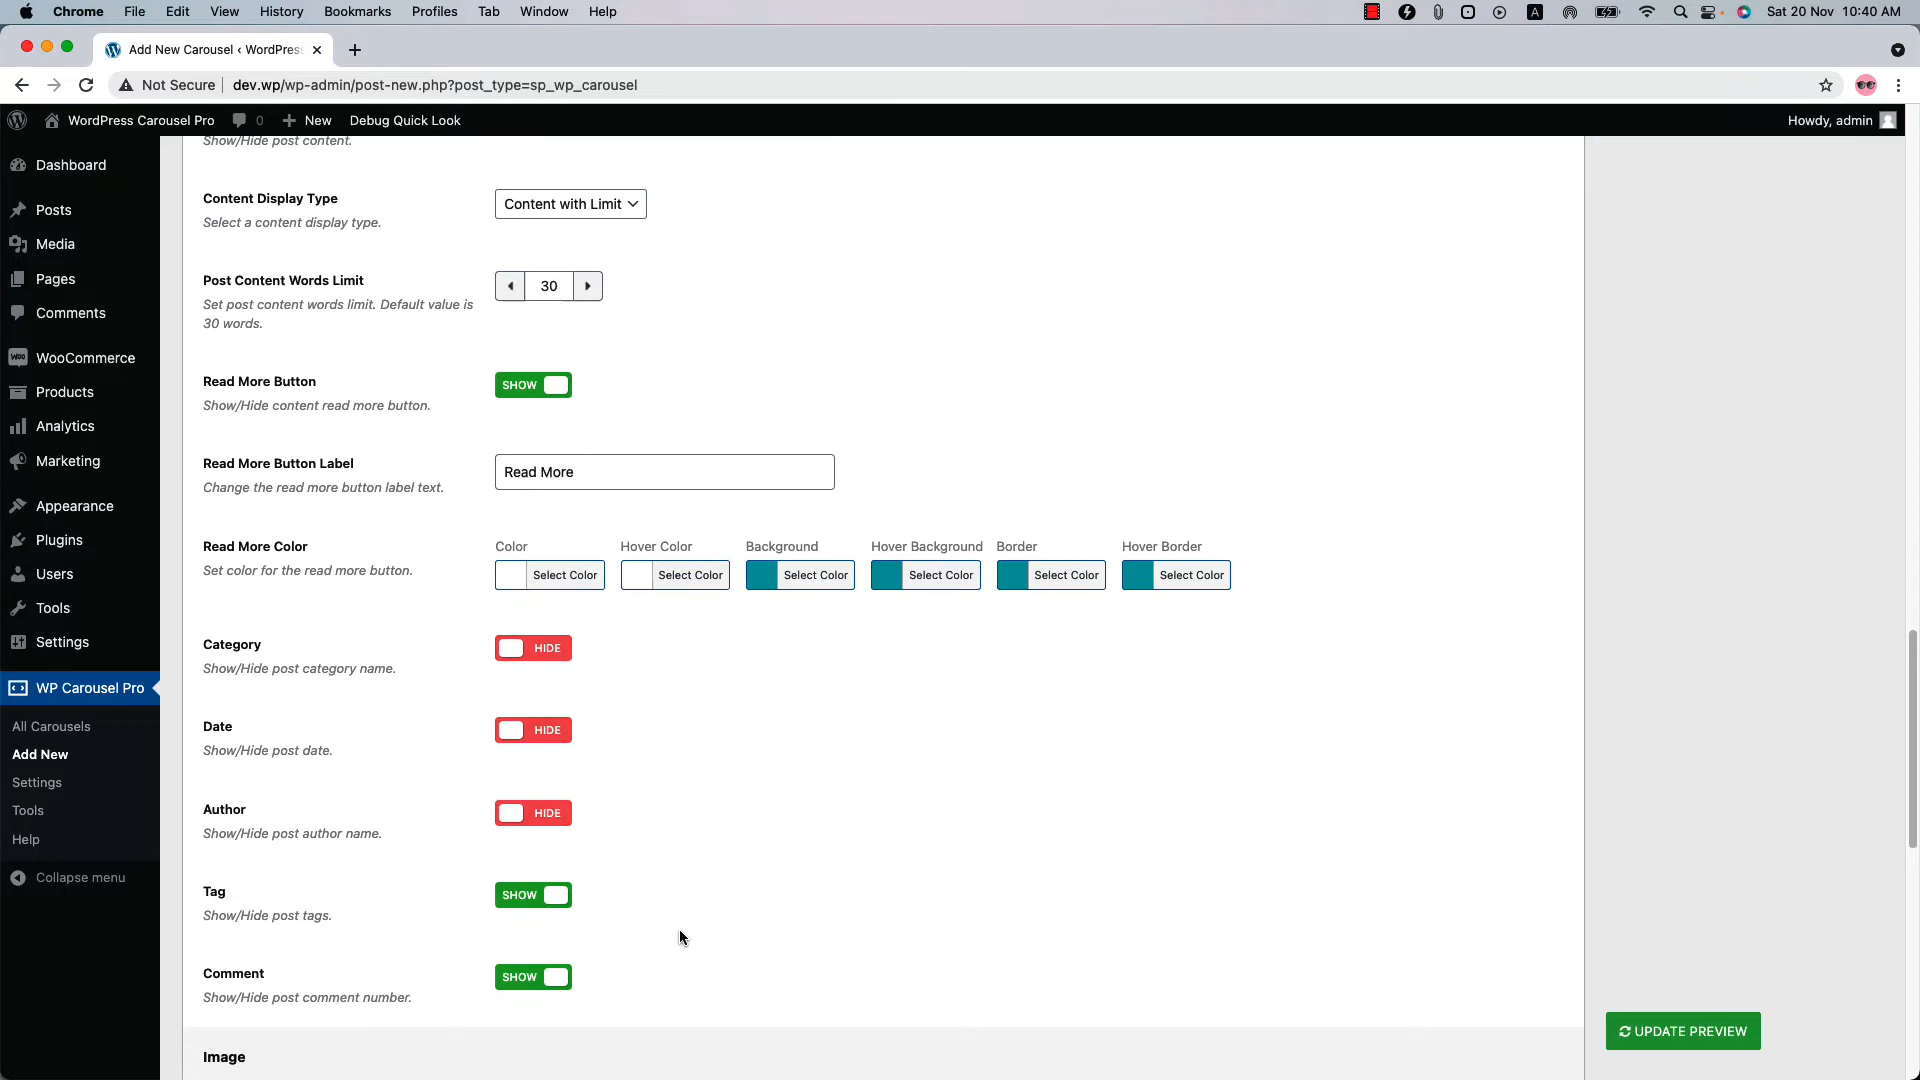 Chrome File Edit View History Bookmarks Profiles Tab Window Help
A Sat 20 Nov 10:40 AM
Add New Carousel ‹ WordPress
Not Secure dev.wp/wp-admin/post-new.php?post_type=sp_wp_carousel
WordPress Carousel Pro 0 New Debug Quick Look Howdy, admin
Dashboard
Posts
Media
Pages
Comments
WooCommerce
Products
Analytics
Marketing
Appearance
Plugins
Users
Tools
Settings
WP Carousel Pro
All Carousels
Add New
Settings
Tools
Help
Collapse menu
Show/Hide post content.
Content Display Type
Select a content display type.
Content with Limit
Post Content Words Limit
Set post content words limit. Default value is
30 words.
30
Read More Button
Show/Hide content read more button.
SHOW
Read More Button Label
Change the read more button label text.
Read More
Read More Color
Set color for the read more button.
Color Hover Color Background Hover Background Border Hover Border
Select Color Select Color Select Color Select Color Select Color Select Color
Category
Show/Hide post category name.
HIDE
Date
Show/Hide post date.
HIDE
Author
Show/Hide post author name.
HIDE
Tag
Show/Hide post tags.
SHOW
Comment
Show/Hide post comment number.
SHOW
Image
UPDATE PREVIEW